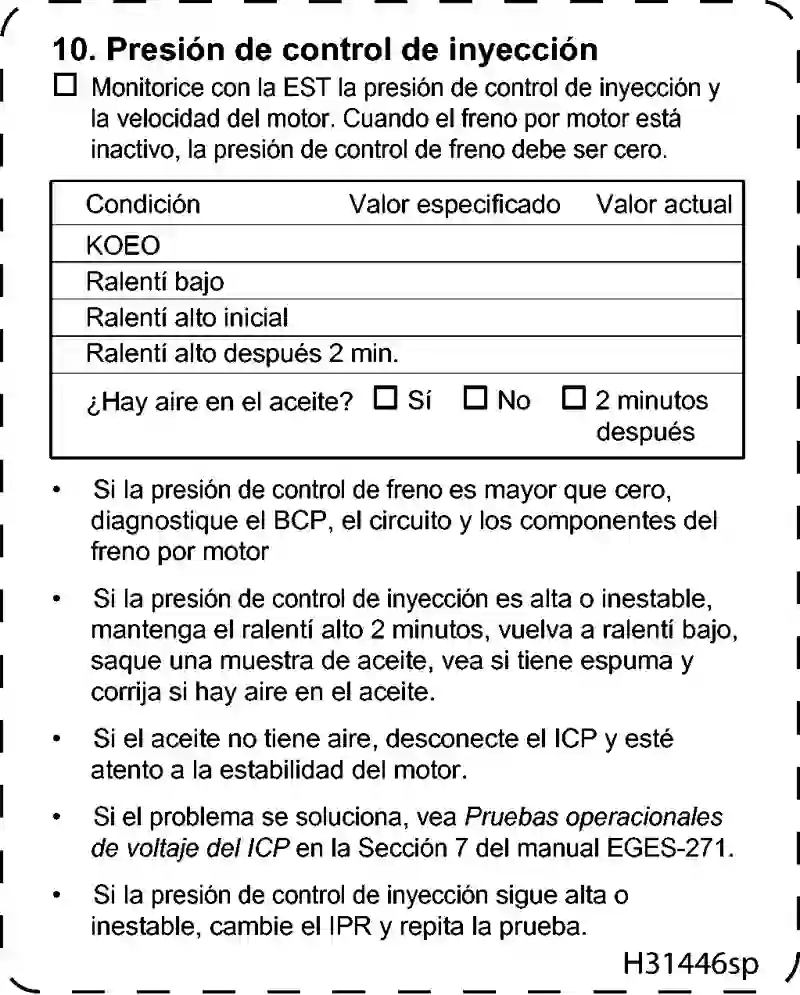 10. Presión de control de inyección
☐ Monitorice con la EST la presión de control de inyección y
la velocidad del motor. Cuando el freno por motor está
inactivo, la presión de control de freno debe ser cero.
Condición Valor especificado Valor actual
KOEO
Ralentí bajo
Ralentí alto inicial
Ralentí alto después 2 min.
¿Hay aire en el aceite? ☐ Sí ☐ No ☐ 2 minutos
después
• Si la presión de control de freno es mayor que cero,
diagnostique el BCP, el circuito y los componentes del
freno por motor
• Si la presión de control de inyección es alta o inestable,
mantenga el ralentí alto 2 minutos, vuelva a ralentí bajo,
saque una muestra de aceite, vea si tiene espuma y
corrija si hay aire en el aceite.
• Si el aceite no tiene aire, desconecte el ICP y esté
atento a la estabilidad del motor.
• Si el problema se soluciona, vea Pruebas operacionales
de voltaje del ICP en la Sección 7 del manual EGES-271.
• Si la presión de control de inyección sigue alta o
inestable, cambie el IPR y repita la prueba.
H31446sp